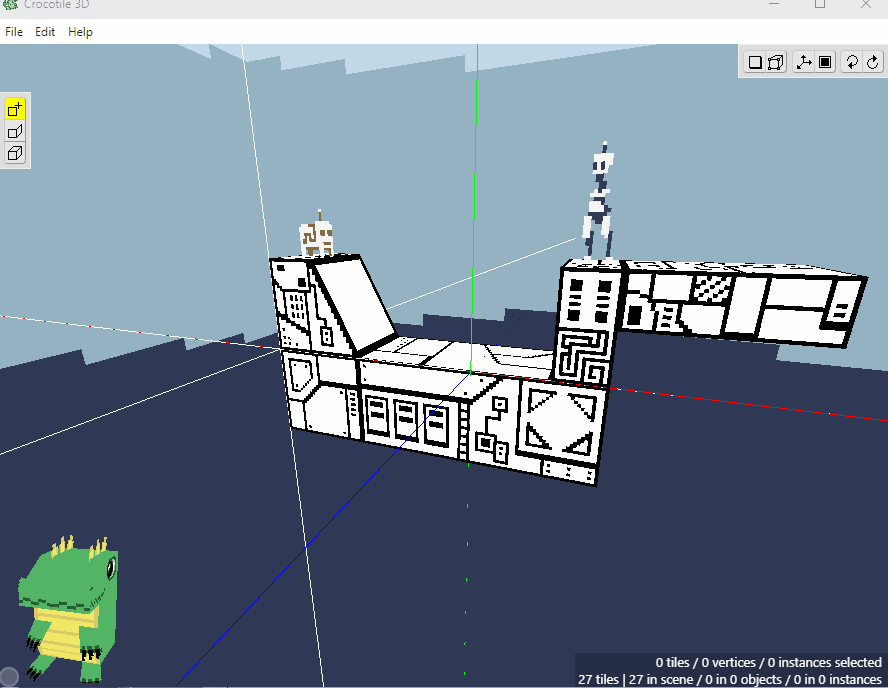 Crocotile 3D
File Edit Help
0 tiles / 0 vertices / 0 instances selected
27 tiles | 27 in scene / 0 in 0 objects / 0 in 0 instances